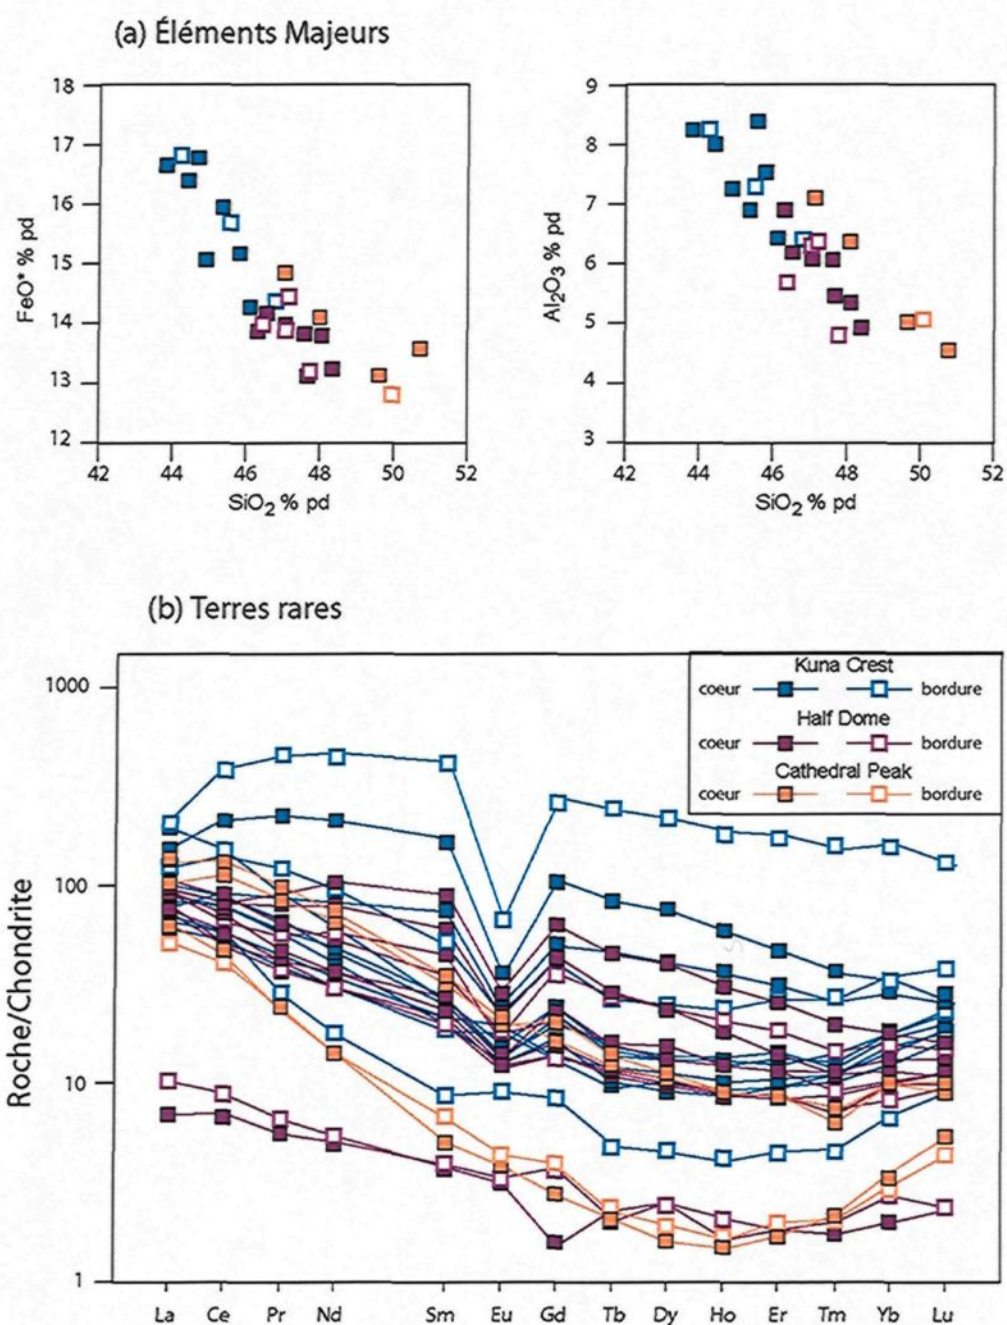 (a) Éléments Majeurs
18
17
16
15
14
13
12
FeO* % pd
42 44 46 48 50 52
SiO2 % pd
9
8
7
6
5
4
3
Al2O3 % pd
42 44 46 48 50 52
SiO2 % pd
(b) Terres rares
Kuna Crest
coeur bordure
Half Dome
coeur bordure
Cathedral Peak
coeur bordure
1000
100
10
1
Roche/Chondrite
La Ce Pr Nd Sm Eu Gd Tb Dy Ho Er Tm Yb Lu